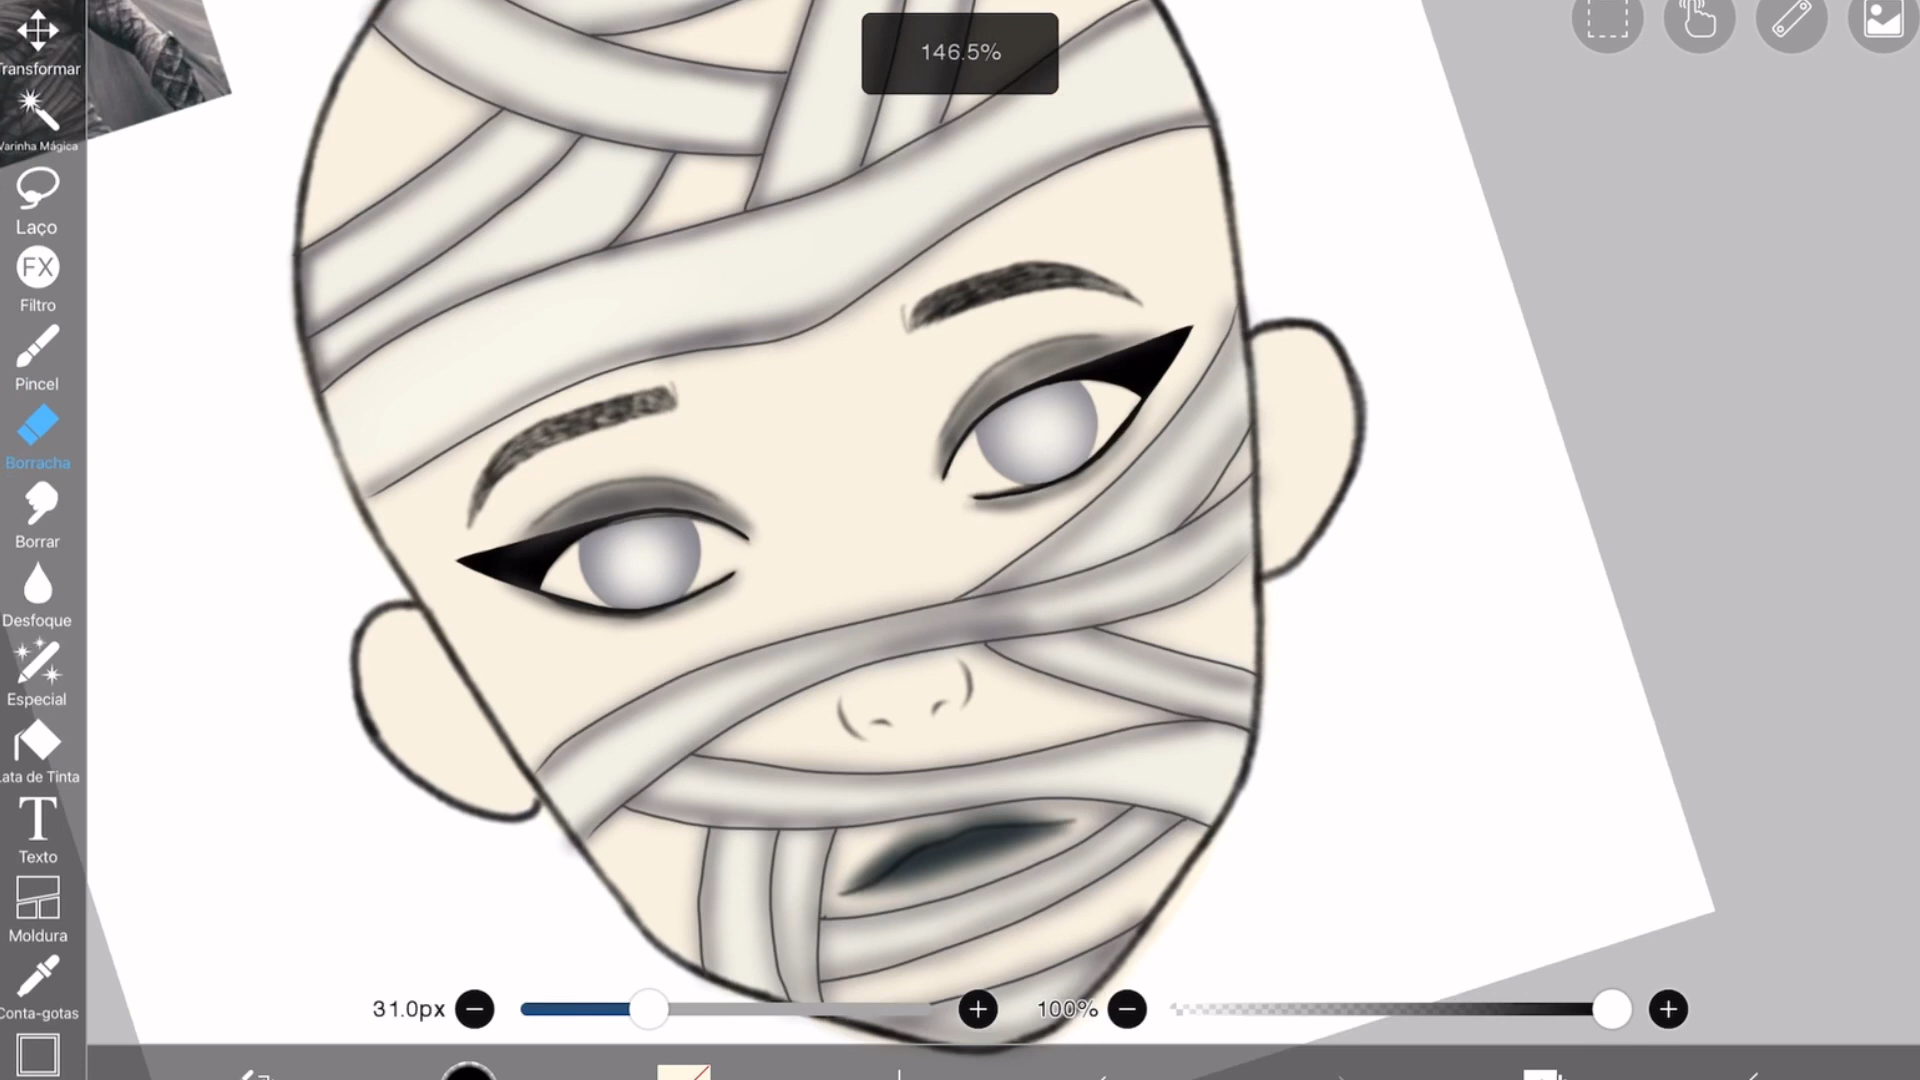 146.5%
Transformar
Varinha Mágica
Laço
FX
Filtro
Pincel
Borracha
Borrar
Desfoque
Especial
Lata de Tinta
T
Texto
Moldura
Conta-gotas
31.0px
100%